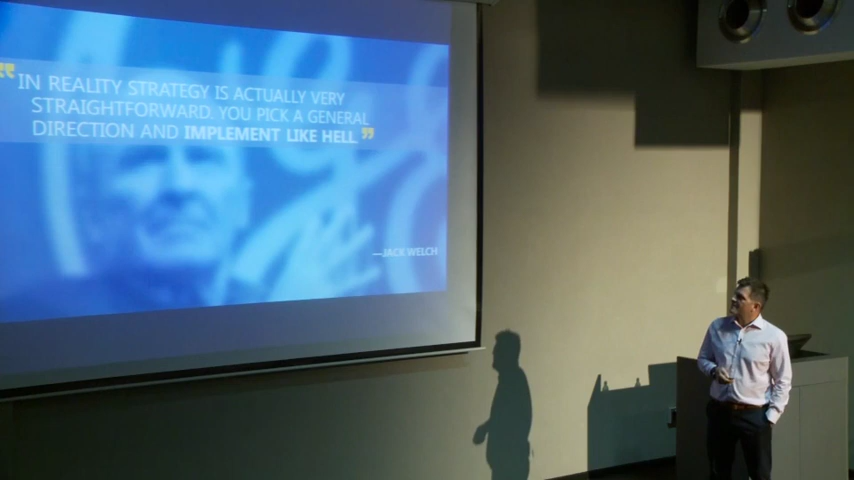 " IN REALITY STRATEGY IS ACTUALLY VERY
STRAIGHTFORWARD. YOU PICK A GENERAL
DIRECTION AND IMPLEMENT LIKE HELL "
—JACK WELCH